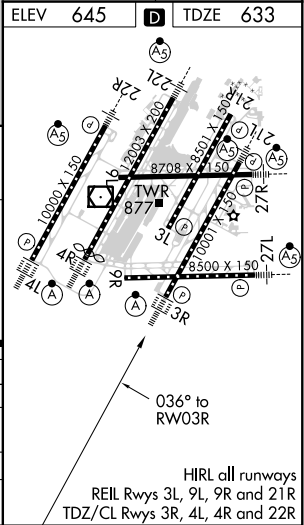 ELEV 645 D TDZE 633
A5
22R
22L
21R
21L
P
A5
A5
10000 X 150
12003 X 200
8501 X 150
8708 X 150
9L
TWR
877
27R
27L
10001 X 150
3L
P
A5
8500 X 150
P
4L
4R
9R
3R
A
A
A
P
P
036° to
RW03R
HIRL all runways
REIL Rwys 3L, 9L, 9R and 21R
TDZ/CL Rwys 3R, 4L, 4R and 22R